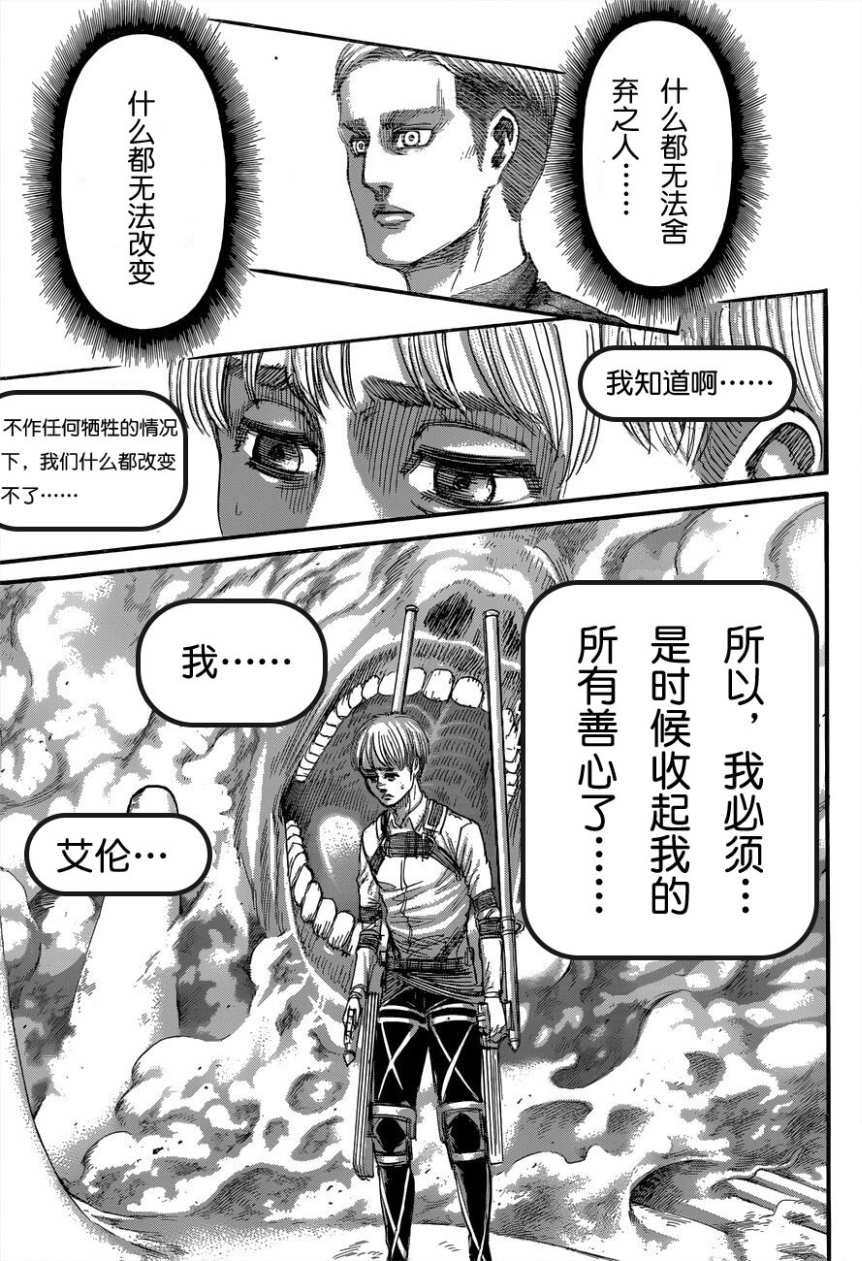 什么都无法舍
弃之人……
什么都无法改变
我知道啊……
不作任何牺牲的情况
下，我们什么都改变
不了……
所以，我必须…
是时候收起我的
所有善心了……
我……
艾伦…